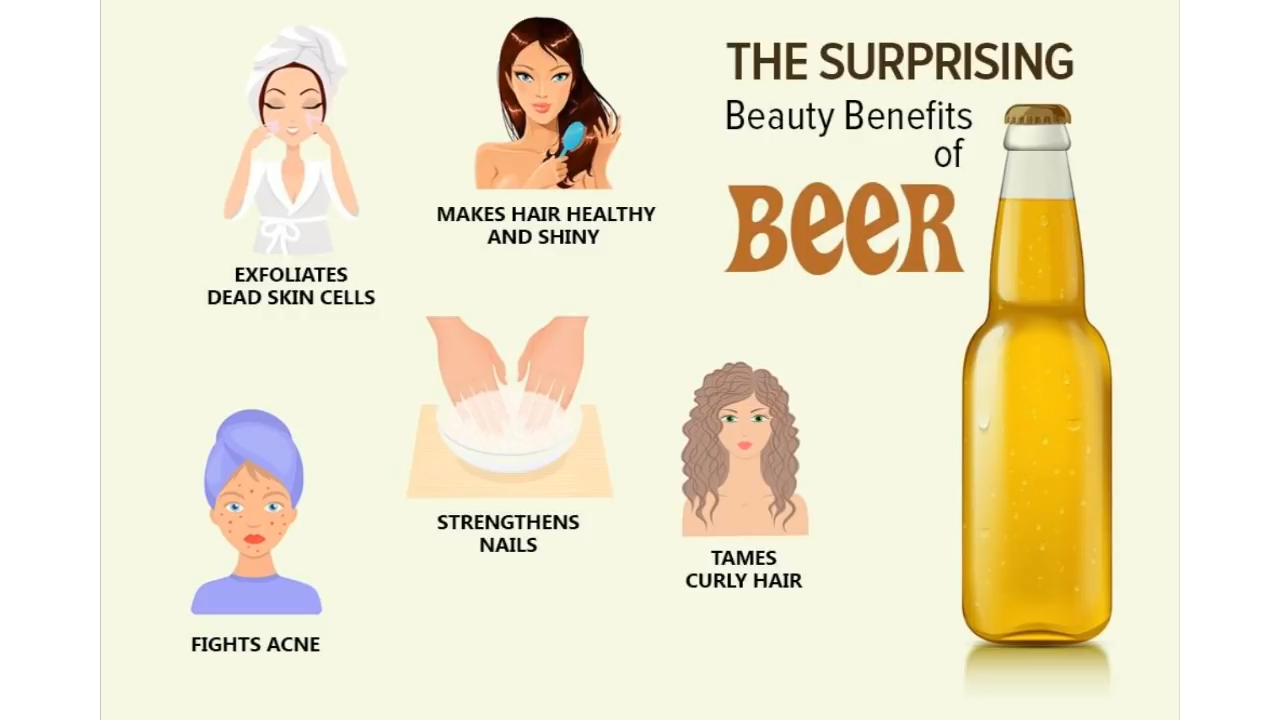 THE SURPRISING
Beauty Benefits
of
BEER
EXFOLIATES
DEAD SKIN CELLS
MAKES HAIR HEALTHY
AND SHINY
STRENGTHENS
NAILS
TAMES
CURLY HAIR
FIGHTS ACNE